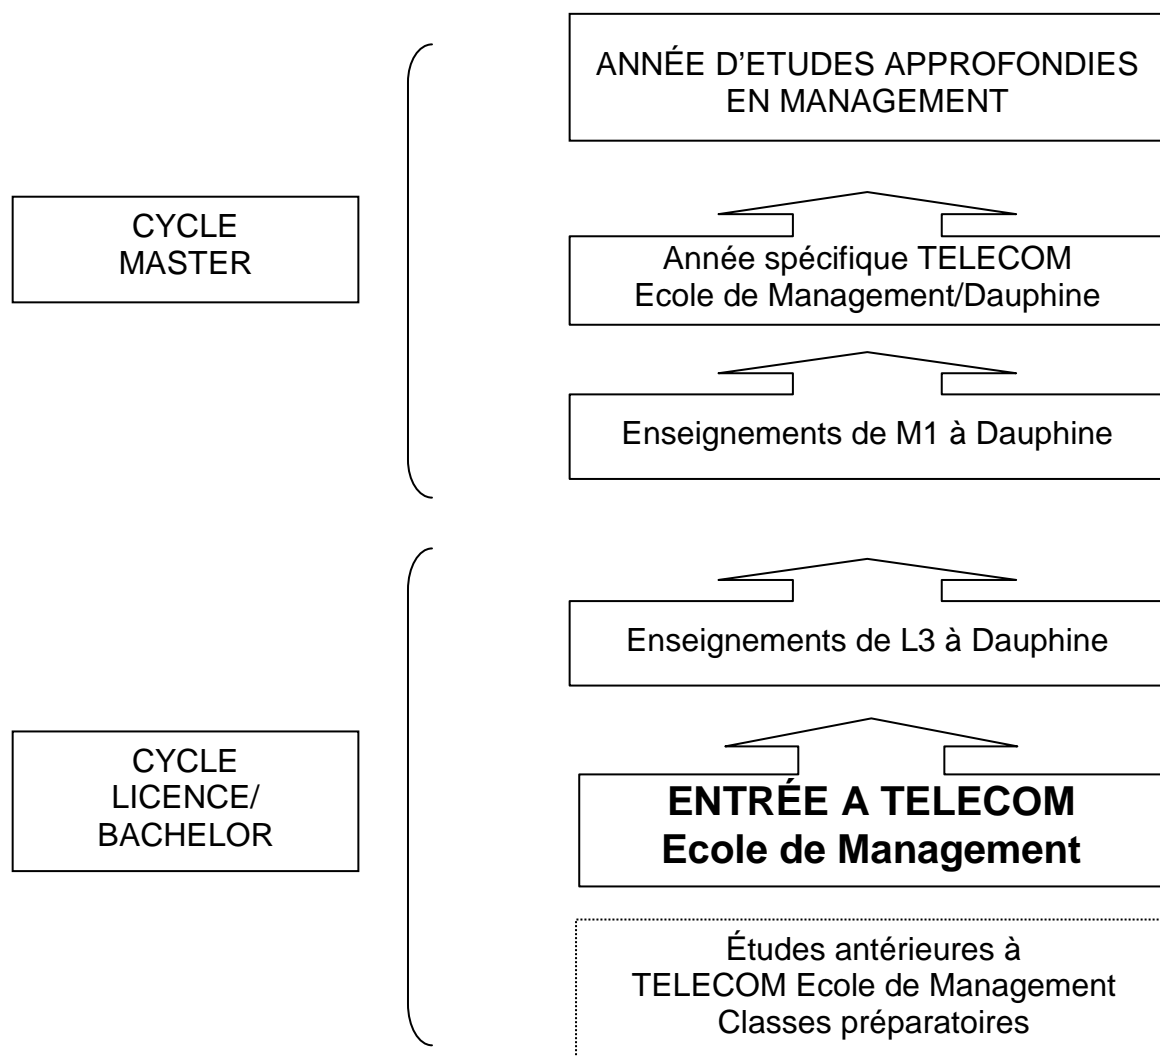 ANNÉE D'ETUDES APPROFONDIES
EN MANAGEMENT
CYCLE
MASTER
Année spécifique TELECOM
Ecole de Management/Dauphine
Enseignements de M1 à Dauphine
Enseignements de L3 à Dauphine
CYCLE
LICENCE/
BACHELOR
ENTRÉE A TELECOM
Ecole de Management
Études antérieures à
TELECOM Ecole de Management
Classes préparatoires